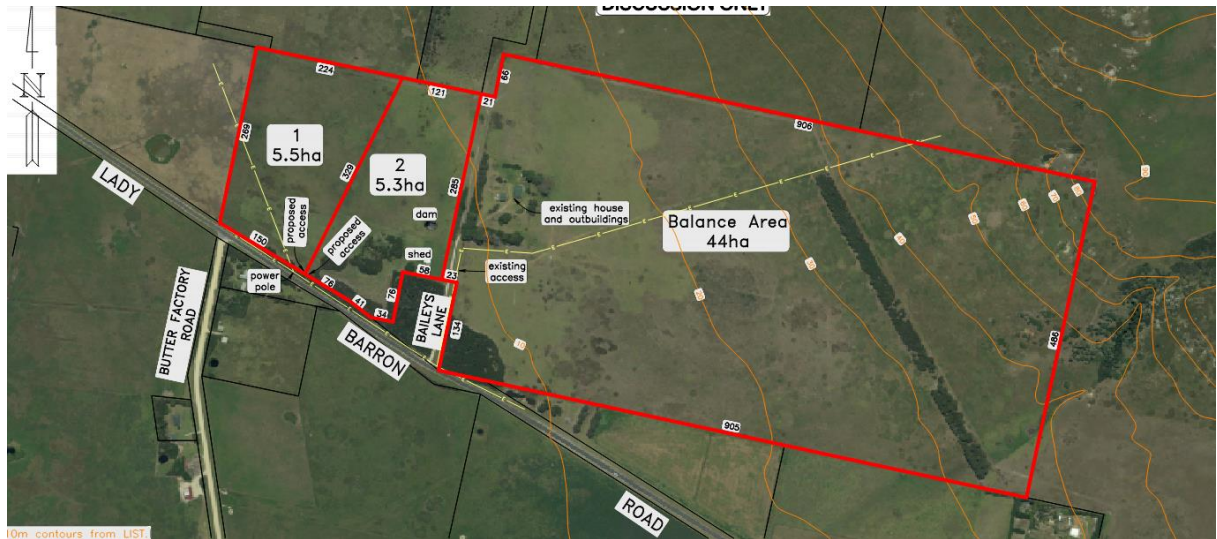 DISCUSSION ONLY
N
224
121
21
66
906
269
1
5.5ha
329
2
5.3ha
285
dam
existing house
and outbuildings
Balance Area
44ha
LADY
150
proposed
access
proposed
access
power
pole
shed
58
23
existing
access
76
41
34
76
BAILEYS
LANE
134
BARRON
BUTTER FACTORY
ROAD
10
486
905
ROAD
10m contours from LIST.